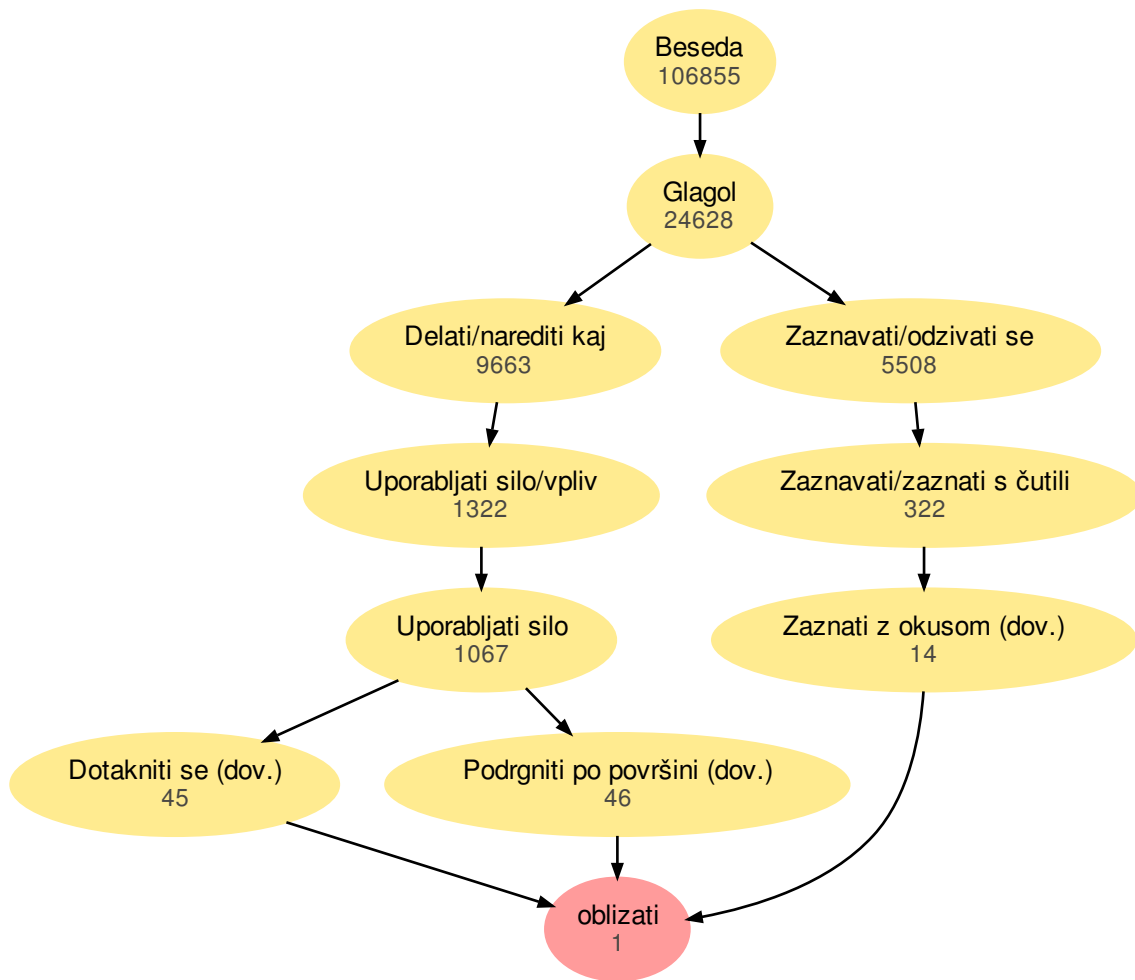 Beseda
106855
Glagol
24628
Delati/narediti kaj
9663
Zaznavati/odzivati se
5508
Uporabljati silo/vpliv
1322
Zaznavati/zaznati s čutili
322
Uporabljati silo
1067
Zaznati z okusom (dov.)
14
Dotakniti se (dov.)
45
Podrgniti po površini (dov.)
46
oblizati
1